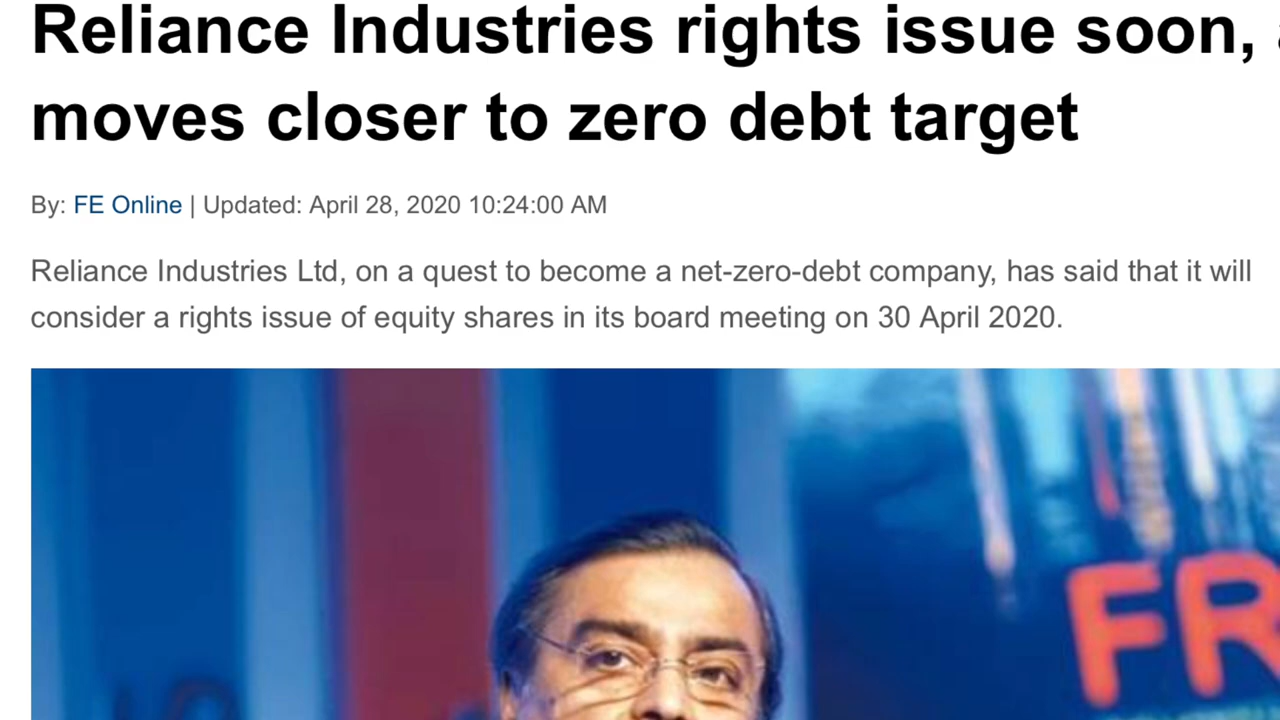 Reliance Industries rights issue soon,
moves closer to zero debt target
By: FE Online | Updated: April 28, 2020 10:24:00 AM
Reliance Industries Ltd, on a quest to become a net-zero-debt company, has said that it will
consider a rights issue of equity shares in its board meeting on 30 April 2020.
FR